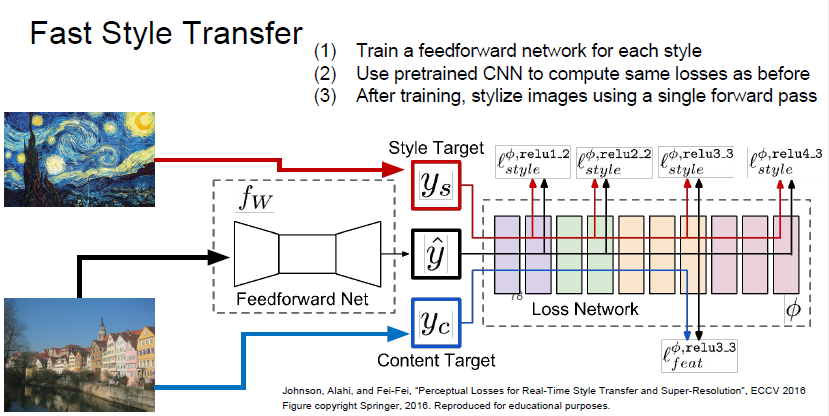 Fast Style Transfer
(1) Train a feedforward network for each style
(2) Use pretrained CNN to compute same losses as before
(3) After training, stylize images using a single forward pass
Style Target
ℓ^{ϕ,relu1_2}_{style}
ℓ^{ϕ,relu2_2}_{style}
ℓ^{ϕ,relu3_3}_{style}
ℓ^{ϕ,relu4_3}_{style}
y_s
f_W
ŷ
Feedforward Net
78
Loss Network
ϕ
y_c
Content Target
ℓ^{ϕ,relu3_3}_{feat}
Johnson, Alahi, and Fei-Fei, “Perceptual Losses for Real-Time Style Transfer and Super-Resolution”, ECCV 2016
Figure copyright Springer, 2016. Reproduced for educational purposes.